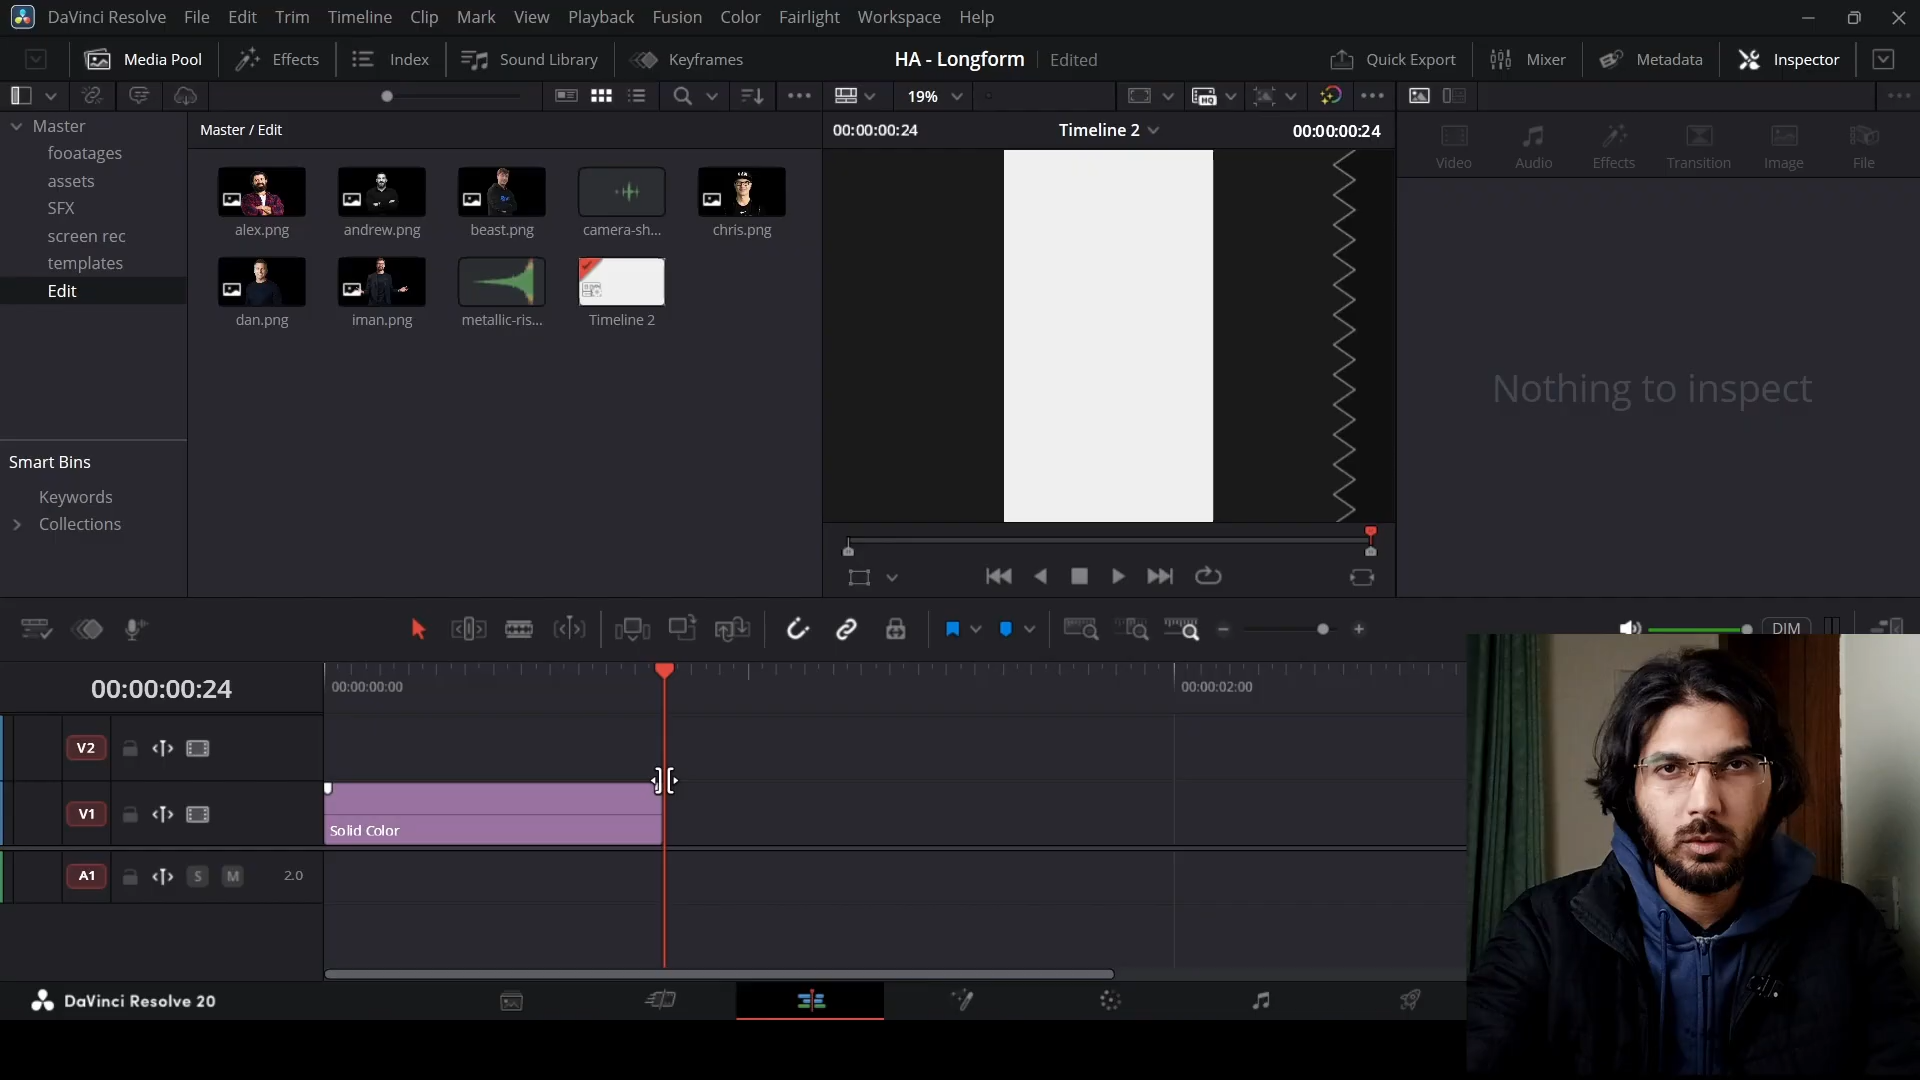 DaVinci Resolve File Edit Trim Timeline Clip Mark View Playback Fusion Color Fairlight Workspace Help
Media Pool Effects Index Sound Library Keyframes HA - Longform Edited Quick Export Mixer Metadata Inspector
HQ
19%
Master
fooatages
assets
SFX
screen rec
templates
Edit
Smart Bins
Keywords
Collections
Master / Edit
alex.png andrew.png beast.png camera-sh... chris.png
dan.png iman.png metallic-ris... Timeline 2
00:00:00:24 Timeline 2 00:00:00:24
Video Audio Effects Transition Image File
Nothing to inspect
DIM
00:00:00:24 00:00:00:00 00:00:02:00
V2
V1
Solid Color
A1 S M 2.0
DaVinci Resolve 20